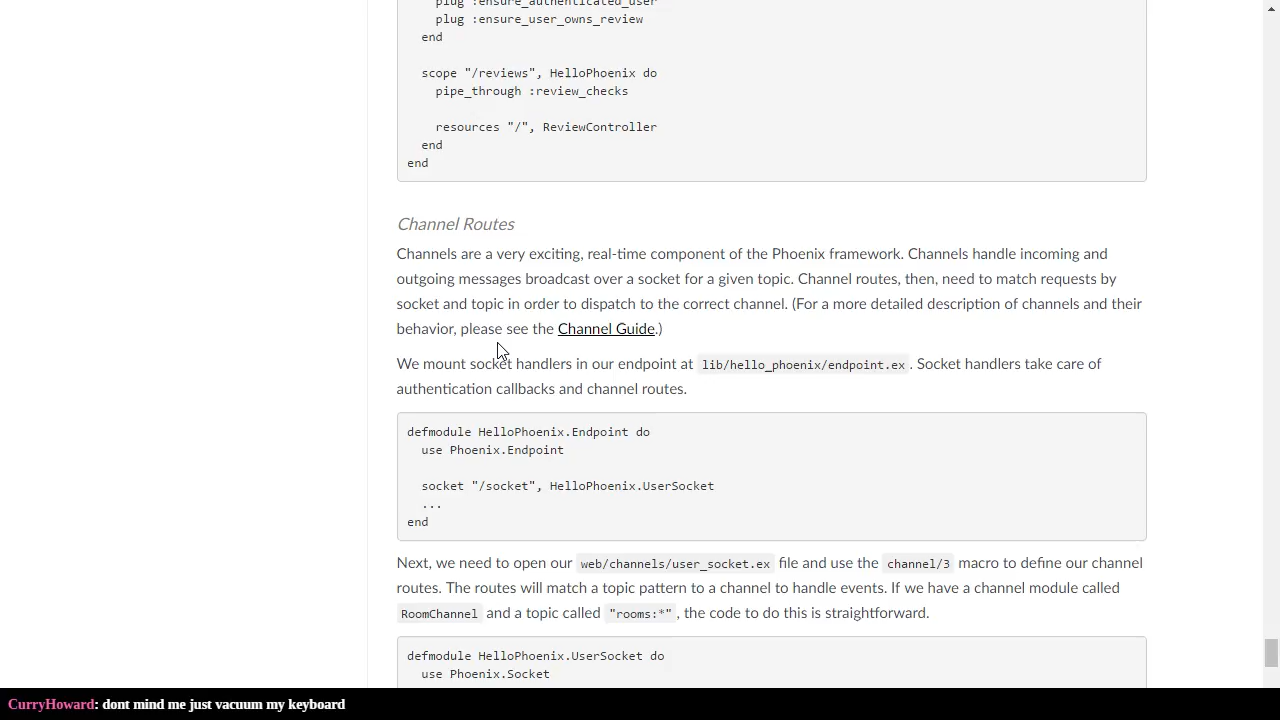 plug :ensure_authenticated_user
plug :ensure_user_owns_review
end
scope "/reviews", HelloPhoenix do
pipe_through :review_checks
resources "/", ReviewController
end
end
Channel Routes
Channels are a very exciting, real-time component of the Phoenix framework. Channels handle incoming and
outgoing messages broadcast over a socket for a given topic. Channel routes, then, need to match requests by
socket and topic in order to dispatch to the correct channel. (For a more detailed description of channels and their
behavior, please see the Channel Guide.)
We mount socket handlers in our endpoint at lib/hello_phoenix/endpoint.ex. Socket handlers take care of
authentication callbacks and channel routes.
defmodule HelloPhoenix.Endpoint do
use Phoenix.Endpoint
socket "/socket", HelloPhoenix.UserSocket
...
end
Next, we need to open our web/channels/user_socket.ex file and use the channel/3 macro to define our channel
routes. The routes will match a topic pattern to a channel to handle events. If we have a channel module called
RoomChannel and a topic called "rooms:*", the code to do this is straightforward.
defmodule HelloPhoenix.UserSocket do
use Phoenix.Socket
CurryHoward: dont mind me just vacuum my keyboard